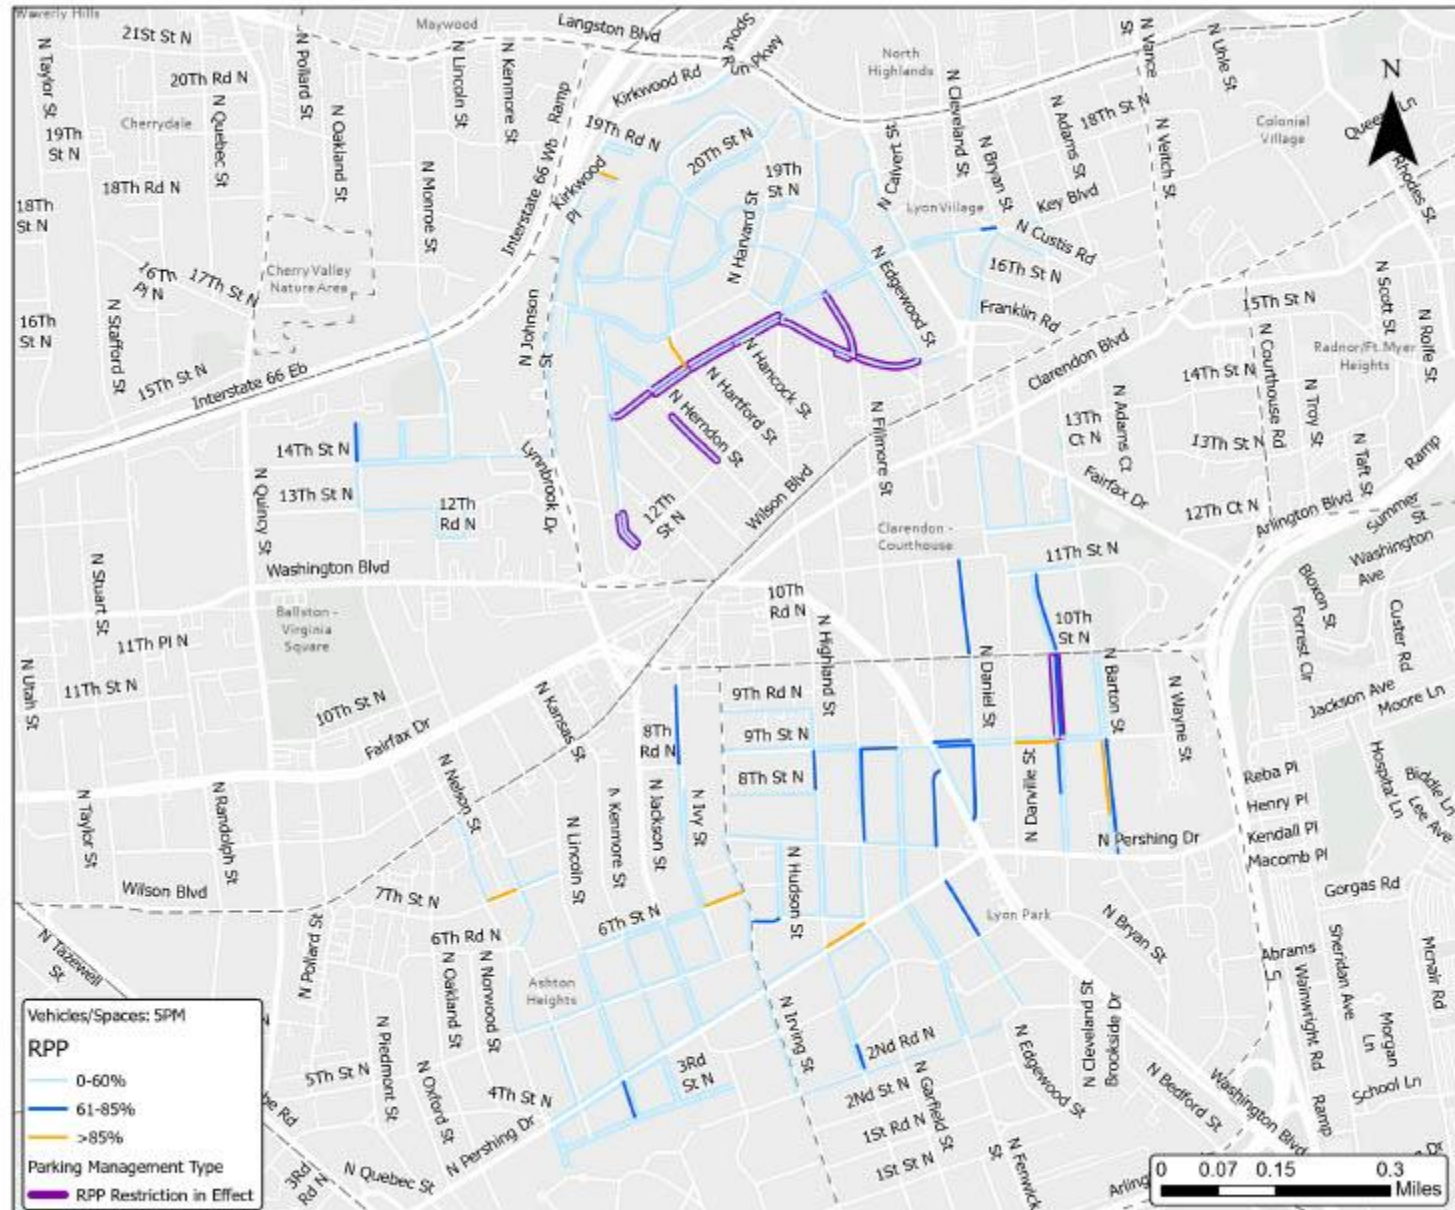 Waverly Hills
Maywood
Langston Blvd
Sprout
Rd
Ln Pkwy
N Taylor St
21St St N
20Th Rd N
N Pollard St
N Lincoln St
N Kenmore St
Ramp
Kirkwood Rd
North
Highlands
N Vance
St
N Uhle St
N
Cherrydale
N Quebec St
N Oakland St
19Th
St N
19Th Rd N
20Th St N
19Th
St N
N Calvert St
N Cleveland St
N Bryan St
N Adams St
18Th St N
N Veitch St
Colonial
Village
Ln
Rhodes St
18Th Rd N
18Th
St N
N Monroe St
Interstate 66 Wb
Kirkwood
Pl
N Harvard St
Lyon Village
Key Blvd
N Custis Rd
16Th St N
16Th
Pl N
17Th St N
Cherry Valley
Nature Area
N Edgewood St
Franklin Rd
15Th St N
N Scott St
N Rolfe St
16Th
St N
N Stafford St
15Th St N
Interstate 66 Eb
N Johnson
St
N Hancock St
N Hartford St
N Herndon St
Clarendon Blvd
N Courthouse Rd
Radnor/Ft.Myer
Heights
14Th St N
N Troy St
N Adams Ct
13Th
Ct N
13Th St N
N Taft St
Ramp
14Th St N
N Quincy St
13Th St N
12Th
Rd N
Lynnbrook Dr
12Th
St N
Wilson Blvd
N Fillmore St
Fairfax Dr
12Th Ct N
Arlington Blvd
Summer
St
Washington
Ave
Clarendon -
Courthouse
11Th St N
Washington Blvd
N Stuart St
Ballston -
Virginia
Square
10Th
Rd N
10Th
St N
Bloxon St
Forrest Cir
Custer Rd
11Th Pl N
N Utah St
11Th St N
10Th St N
Fairfax Dr
N Highland St
N Daniel St
N Barton St
N Wayne St
Jackson Ave
Moore Ln
N Kansas St
9Th Rd N
8Th
Rd N
9Th St N
8Th St N
N Danville St
Reba Pl
Henry Pl
Kendall Pl
Macomb Pl
Hospital Ln
Biddle Ln
Lee Ave
N Taylor St
N Randolph St
N Nelson St
N Lincoln St
N Kenmore St
N Jackson St
N Ivy St
N Pershing Dr
Gorgas Rd
Wilson Blvd
7Th St N
N Hudson St
6Th St N
6Th Rd N
Lyon Park
N Bryan St
Abrams
Ln
Sheridan Ave
Wainwright Rd
Mcnair Rd
N Tazewell
St
N Pollard St
N Oakland St
N Norwood St
Ashton
Heights
N Irving St
N Cleveland St
Brookside Dr
Morgan
Ln
N Piedmont St
5Th St N
N Oxford St
4Th St N
3Rd
St N
2Nd Rd N
2Nd St N
1St Rd N
1St St N
N Garfield St
N Edgewood St
N Fenwick
St
N Bedford St
Washington Blvd
Ramp
School Ln
N Pershing Dr
N Quebec St
3Rd
Rd N
Vehicles/Spaces: 5PM
RPP
0-60%
61-85%
>85%
Parking Management Type
RPP Restriction in Effect
0 0.07 0.15 0.3
Miles